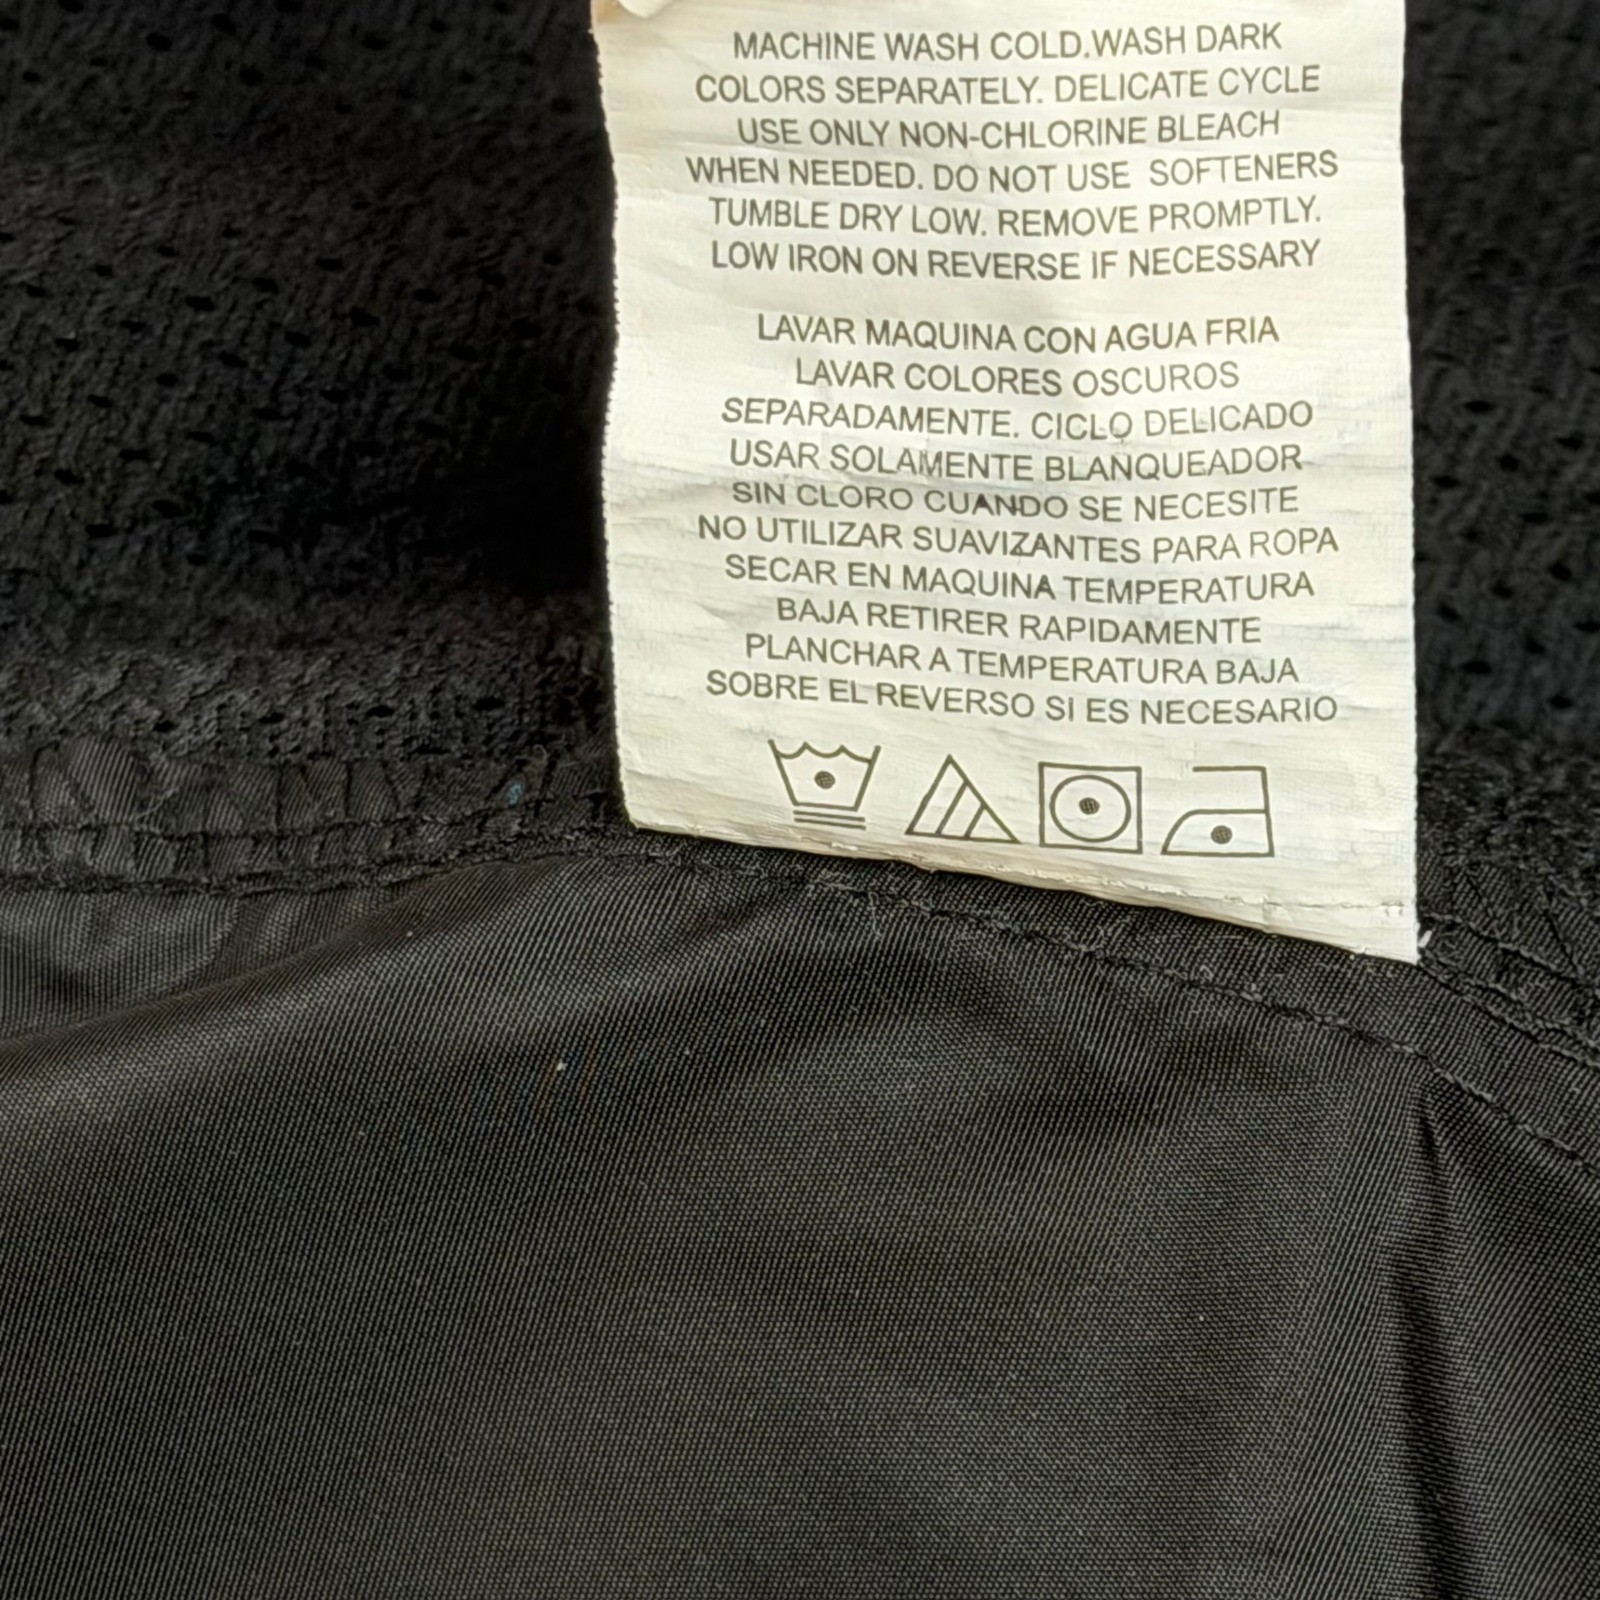 MACHINE WASH COLD.WASH DARK
COLORS SEPARATELY. DELICATE CYCLE
USE ONLY NON-CHLORINE BLEACH
WHEN NEEDED. DO NOT USE SOFTENERS
TUMBLE DRY LOW. REMOVE PROMPTLY.
LOW IRON ON REVERSE IF NECESSARY
LAVAR MAQUINA CON AGUA FRIA
LAVAR COLORES OSCUROS
SEPARADAMENTE. CICLO DELICADO
USAR SOLAMENTE BLANQUEADOR
SIN CLORO CUANDO SE NECESITE
NO UTILIZAR SUAVIZANTES PARA ROPA
SECAR EN MAQUINA TEMPERATURA
BAJA RETIRER RAPIDAMENTE
PLANCHAR A TEMPERATURA BAJA
SOBRE EL REVERSO SI ES NECESARIO